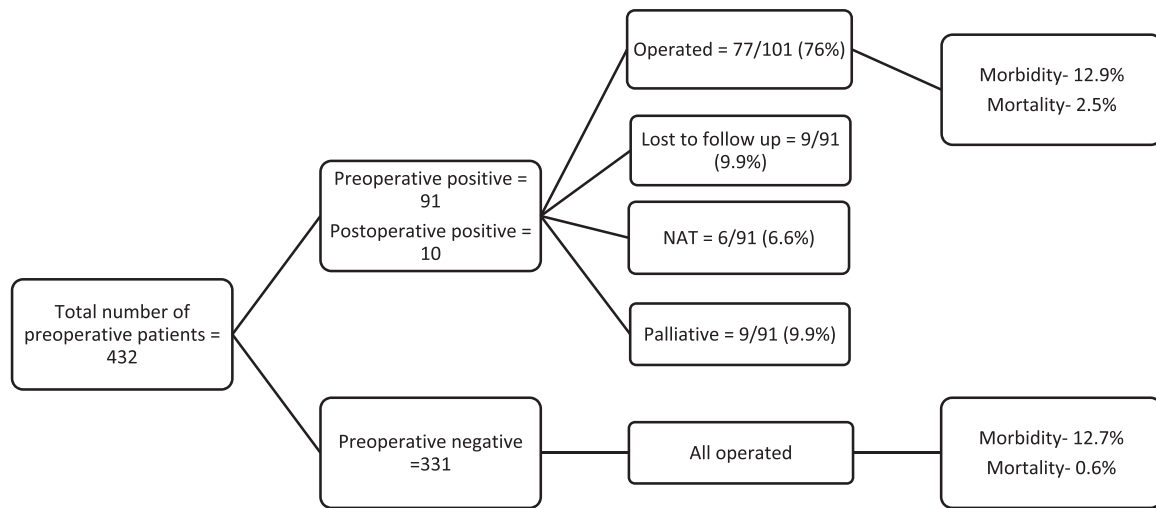 Total number of
preoperative patients =
432
Preoperative positive =
91
Postoperative positive =
10
Preoperative negative
=331
Operated = 77/101 (76%)
Lost to follow up = 9/91
(9.9%)
NAT = 6/91 (6.6%)
Palliative = 9/91 (9.9%)
All operated
Morbidity- 12.9%
Mortality- 2.5%
Morbidity- 12.7%
Mortality- 0.6%